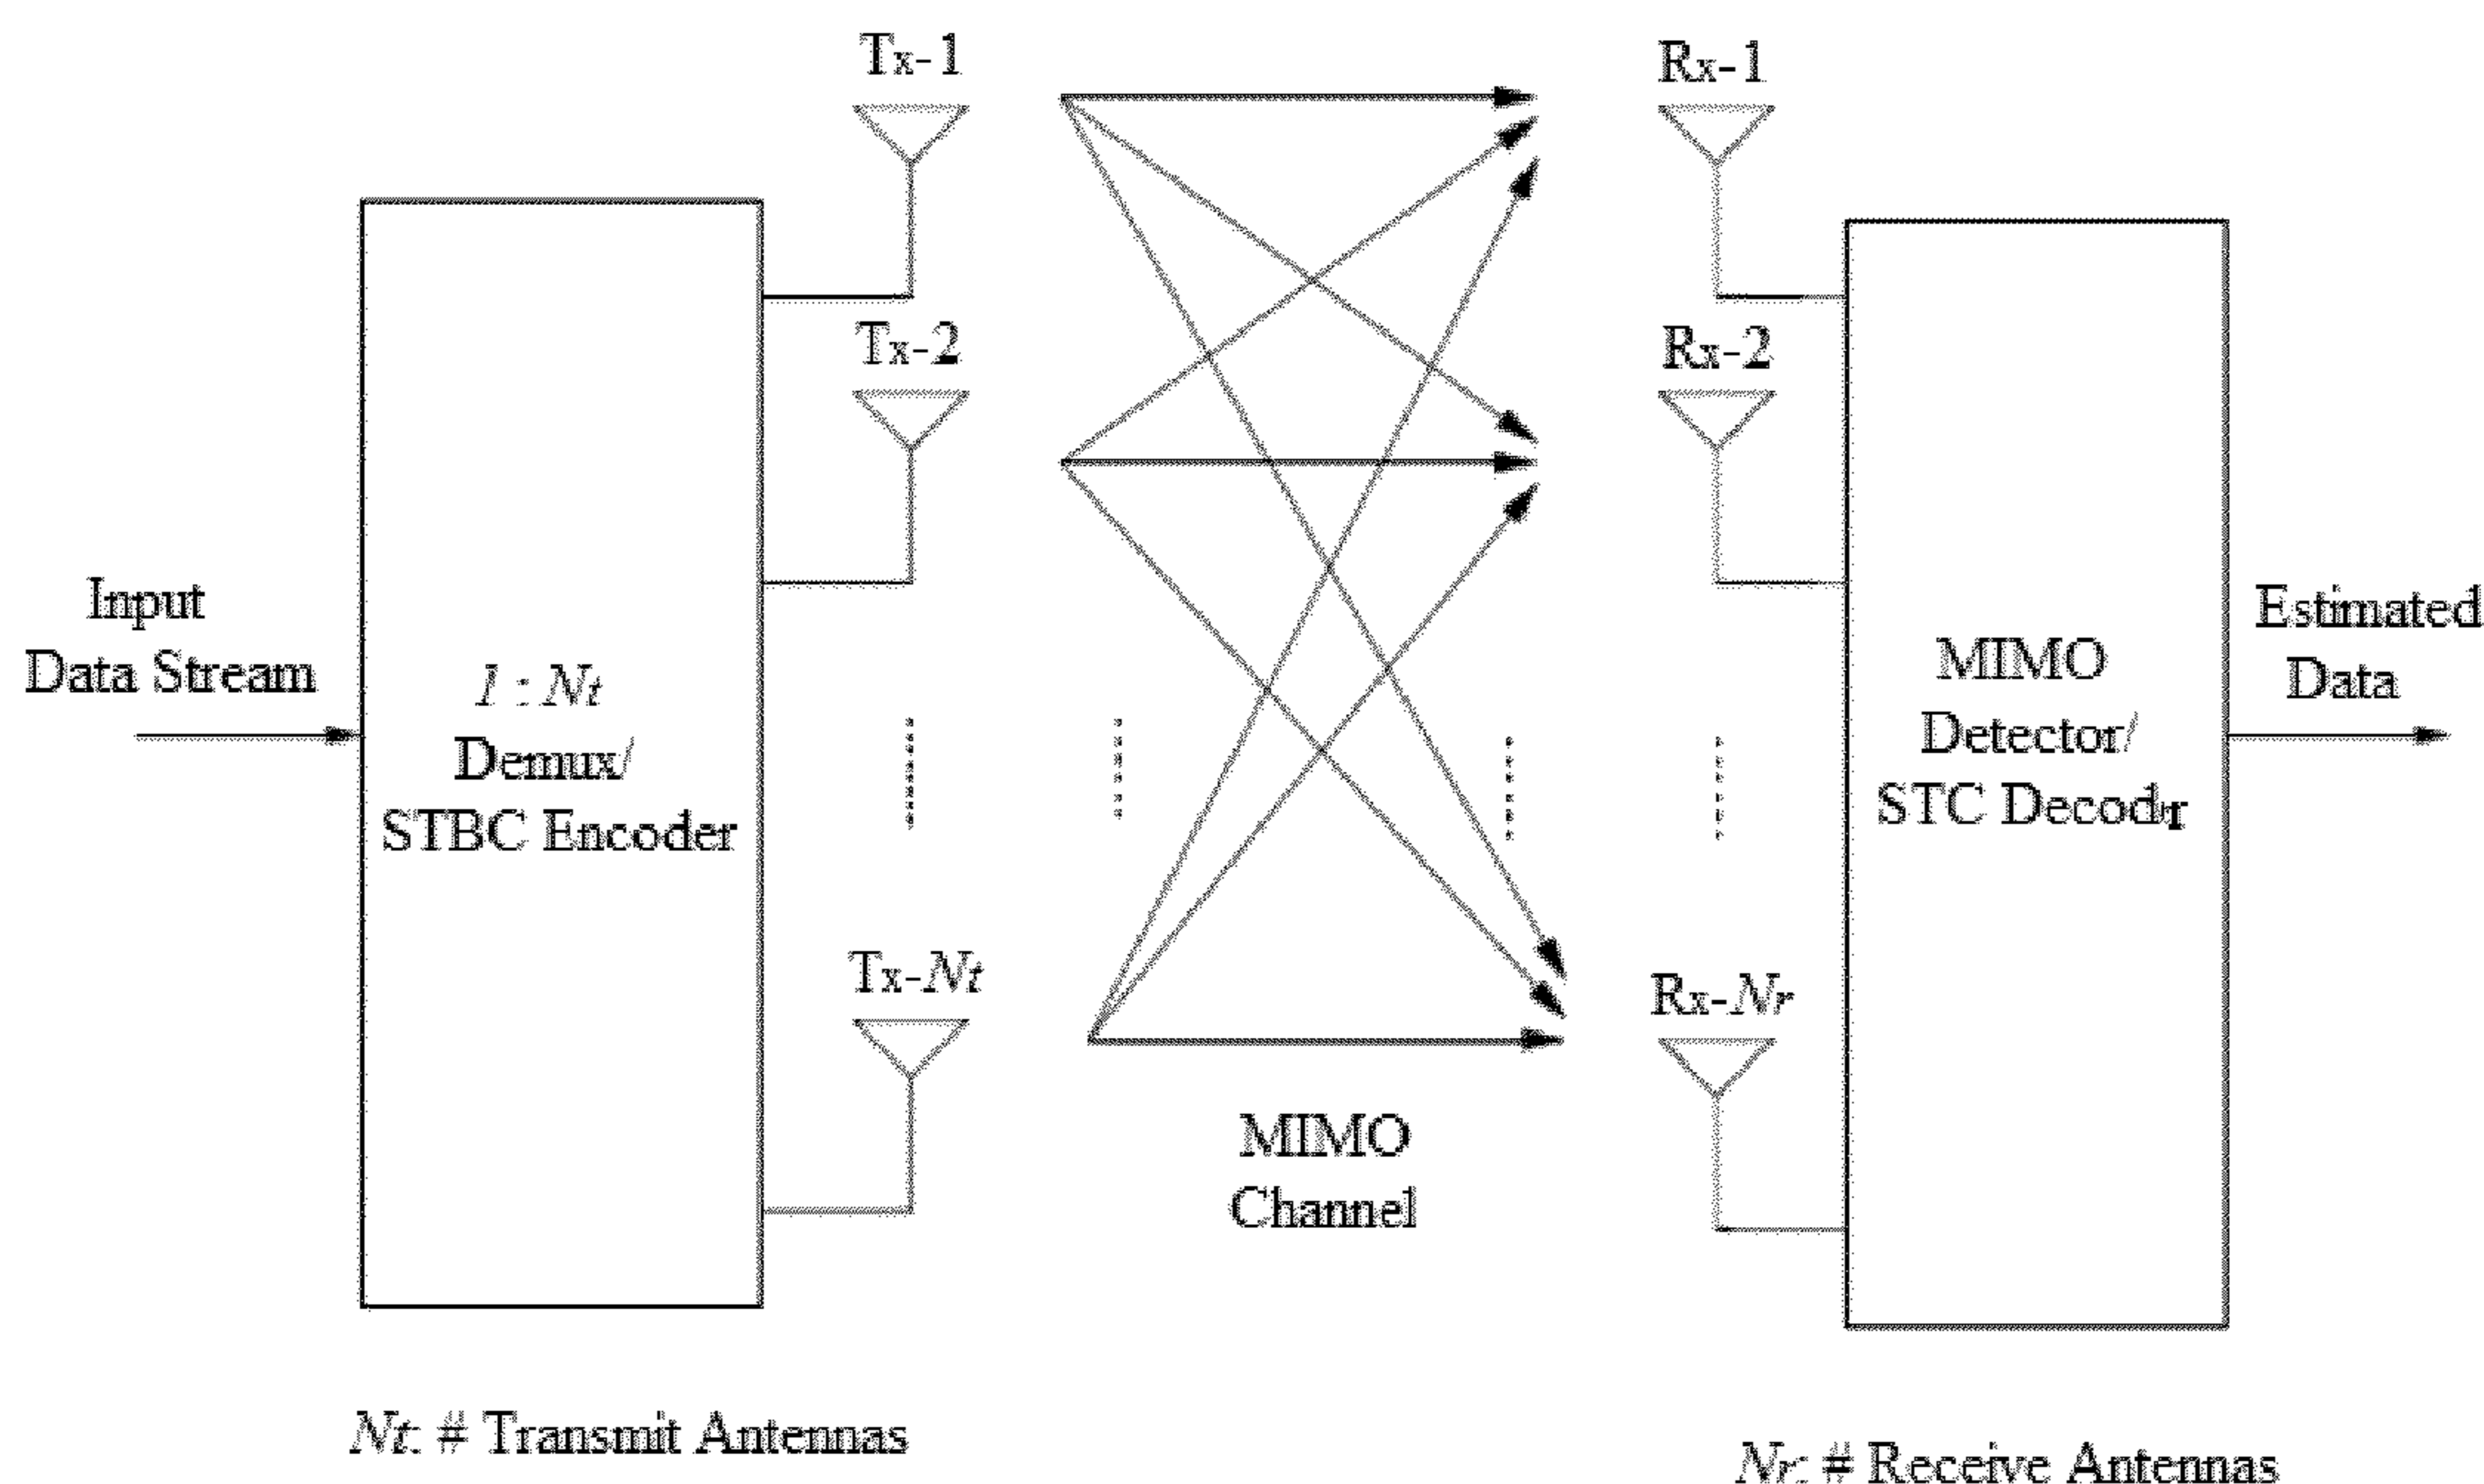 Tx-1
Rx-1
Tx-2
Rx-2
Input
Data Stream
1 : Nt
Demux/
STBC Encoder
MIMO
Detector/
STC Decodr
Estimated
Data
Tx-Nt
Rx-Nr
MIMO
Channel
Nt: # Transmit Antennas
Nr: # Receive Antennas